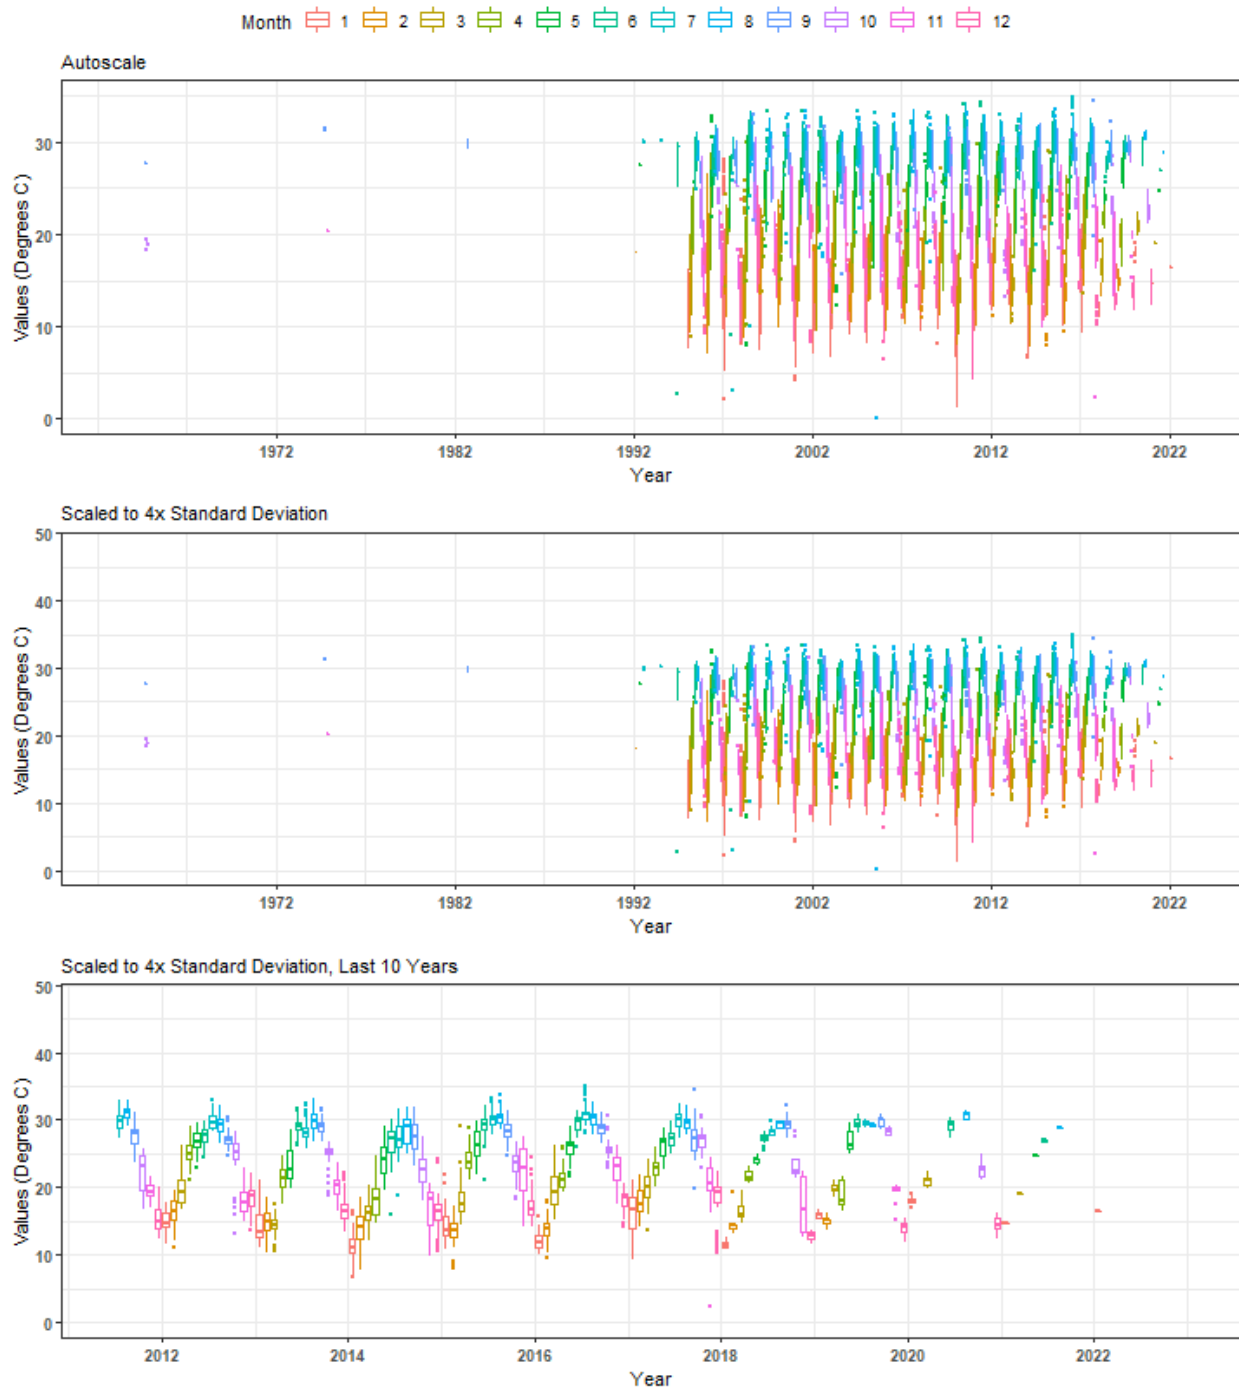 Month 1 2 3 4 5 6 7 8 9 10 11 12
Autoscale
30
20
10
0
Values (Degrees C)
1972 1982 1992 2002 2012 2022
Year
Scaled to 4x Standard Deviation
50
40
30
20
10
0
Values (Degrees C)
1972 1982 1992 2002 2012 2022
Year
Scaled to 4x Standard Deviation, Last 10 Years
50
40
30
20
10
0
Values (Degrees C)
2012 2014 2016 2018 2020 2022
Year